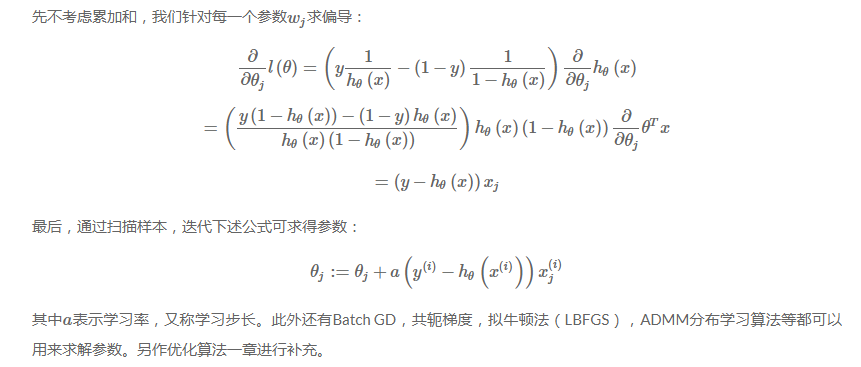 先不考虑累加和，我们针对每一个参数$w_j$求偏导：
$\frac{\partial}{\partial\theta_j} l(\theta) = \left( y\frac{1}{h_\theta(x)} - (1-y)\frac{1}{1-h_\theta(x)} \right) \frac{\partial}{\partial\theta_j} h_\theta(x)$
$= \left( \frac{y(1-h_\theta(x)) - (1-y)h_\theta(x)}{h_\theta(x)(1-h_\theta(x))} \right) h_\theta(x)(1-h_\theta(x)) \frac{\partial}{\partial\theta_j} \theta^T x$
$= (y - h_\theta(x)) x_j$
最后，通过扫描样本，迭代下述公式可求得参数：
$\theta_j := \theta_j + a\left( y^{(i)} - h_\theta\left( x^{(i)} \right) \right) x_j^{(i)}$
其中$a$表示学习率，又称学习步长。此外还有Batch GD，共轭梯度，拟牛顿法（LBFGS），ADMM分布学习算法等都可以
用来求解参数。另作优化算法一章进行补充。